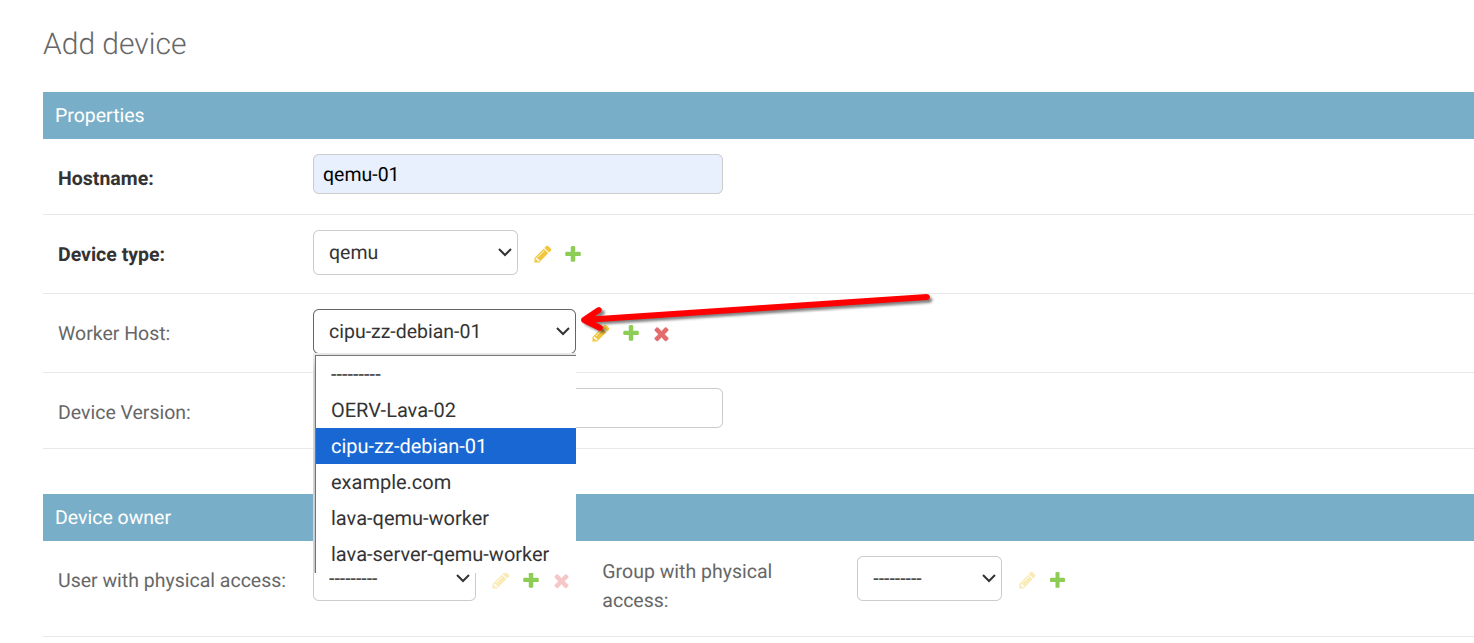 Add device
Properties
Hostname:
qemu-01
Device type:
qemu
Worker Host:
cipu-zz-debian-01
---------
OERV-Lava-02
cipu-zz-debian-01
example.com
lava-qemu-worker
lava-server-qemu-worker
Device Version:
Device owner
User with physical access:
---------
Group with physical
access:
---------